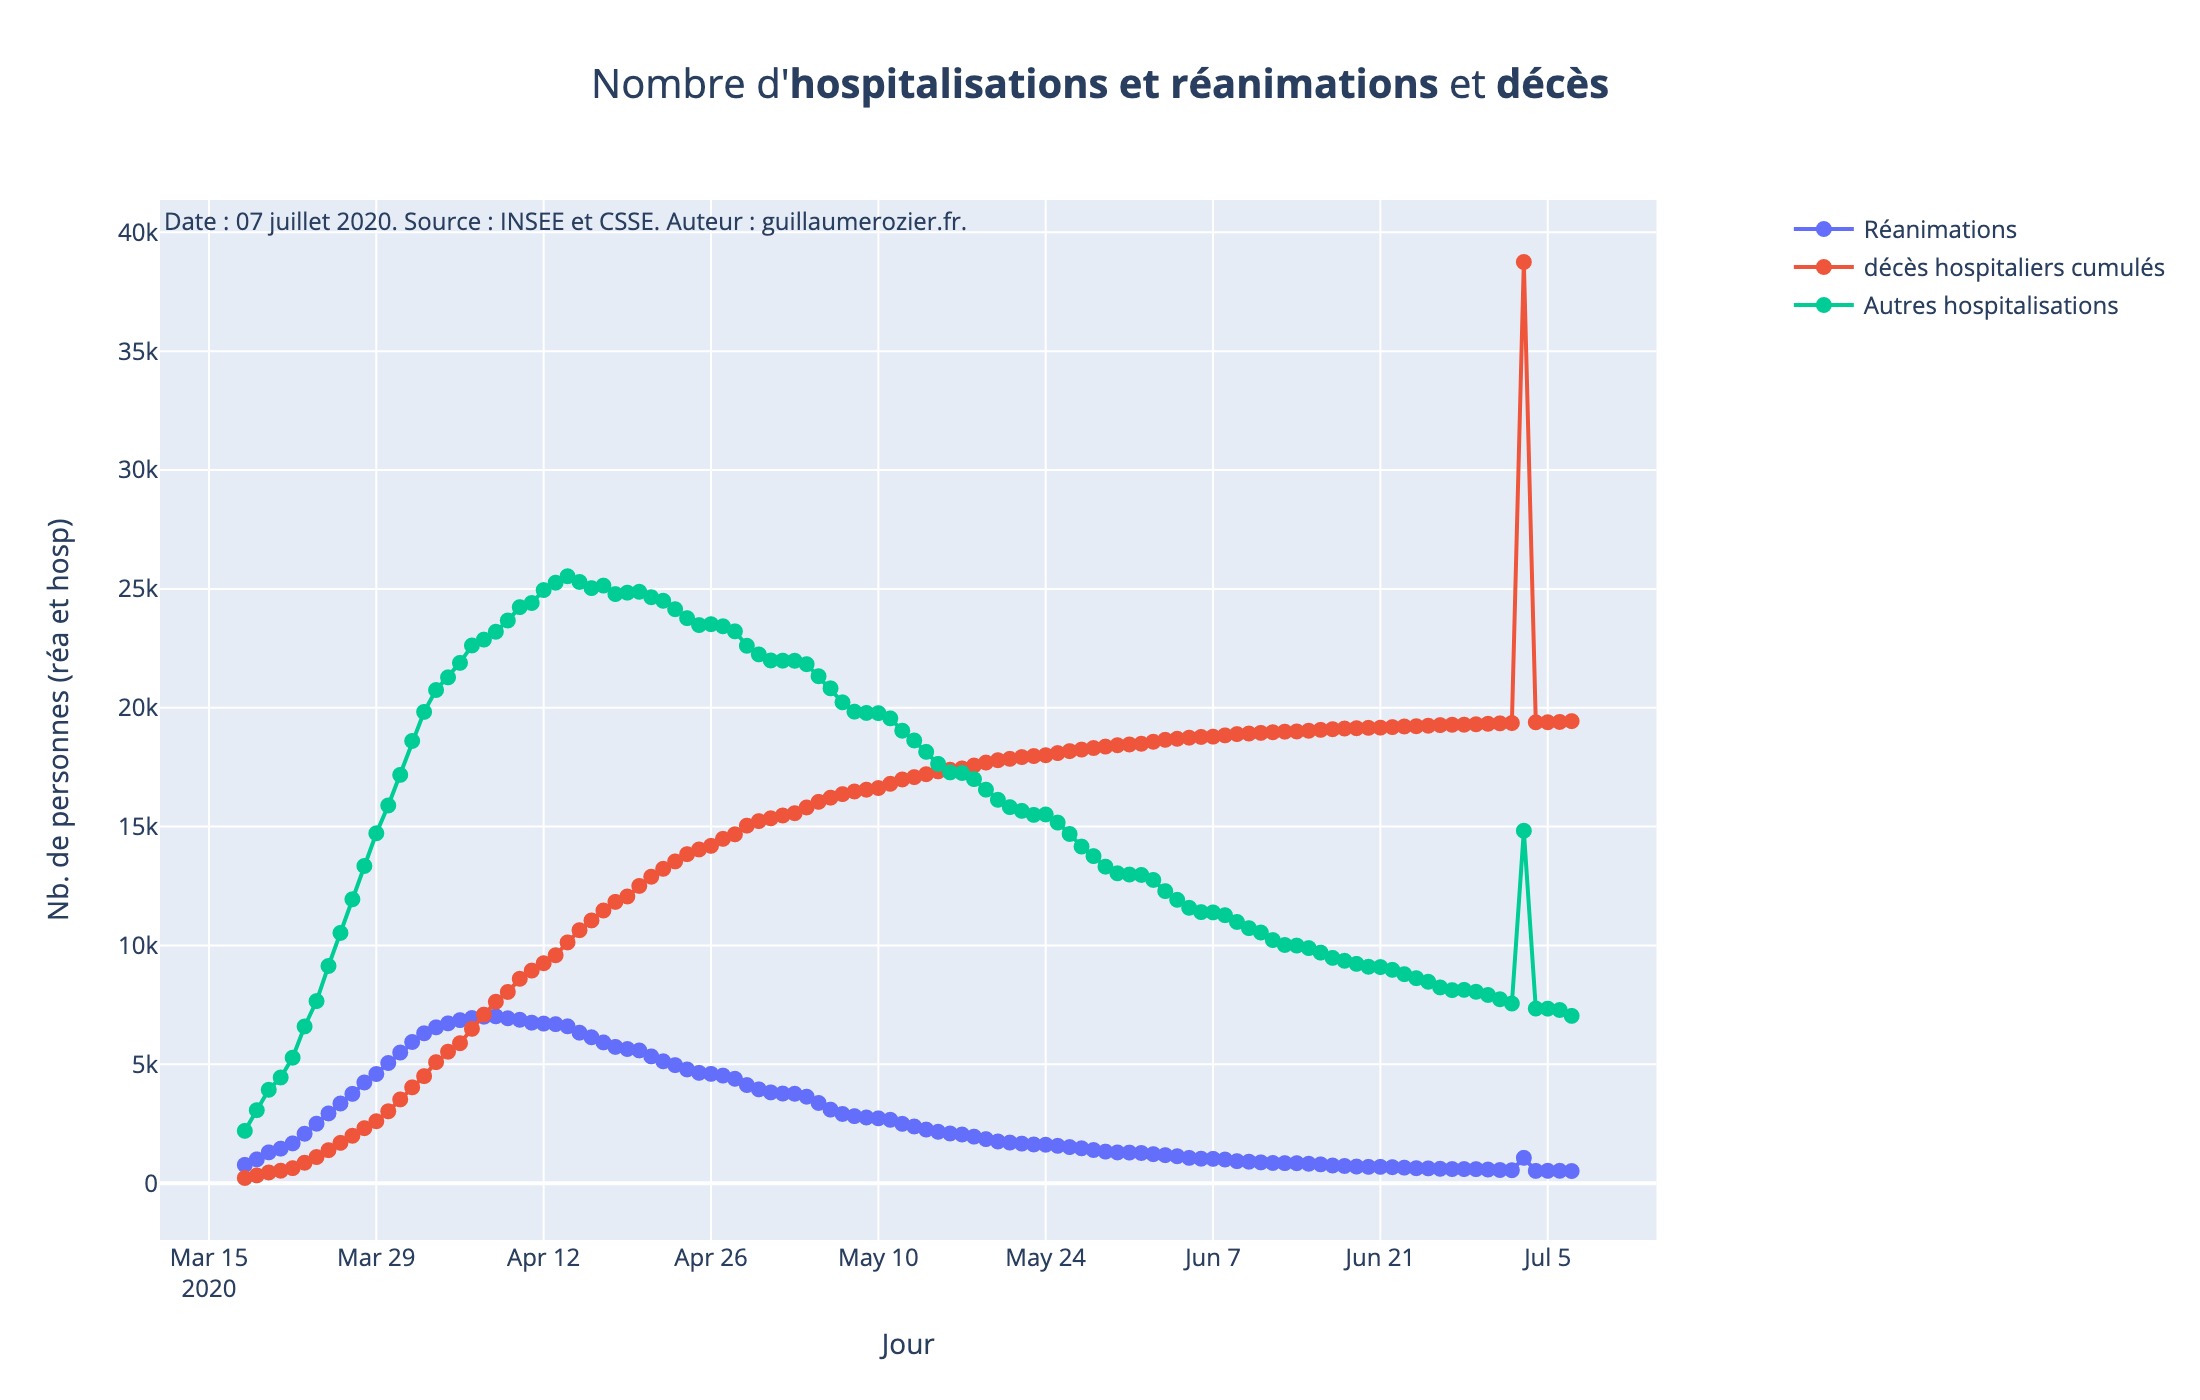 Nombre d'hospitalisations et réanimations et décès
Date : 07 juillet 2020. Source : INSEE et CSSE. Auteur : guillaumerozier.fr.
Réanimations
décès hospitaliers cumulés
Autres hospitalisations
Nb. de personnes (réa et hosp)
40k
35k
30k
25k
20k
15k
10k
5k
0
Mar 15
2020
Mar 29
Apr 12
Apr 26
May 10
May 24
Jun 7
Jun 21
Jul 5
Jour